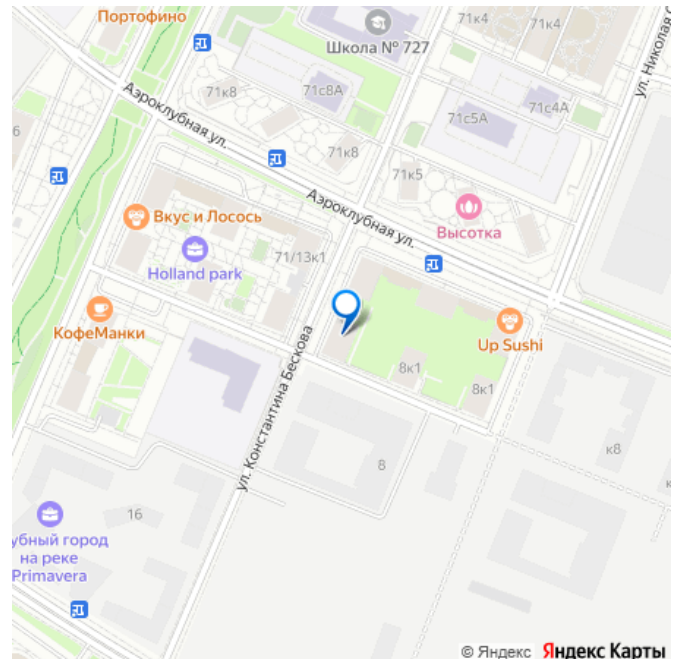 Портофино
71к4
71к4
Школа № 727
ул. Николая С
71к8
71с8А
71с4А
71с5А
Аэроклубная ул.
6
71к8
71к5
Вкус и Лосось
Аэроклубная ул.
Высотка
71/13к1
Holland park
КофеМанки
Up Sushi
8к1
8к1
ул. Константина Бескова
к8
8
16
убный город
на реке
Primavera
© Яндекс Яндекс Карты